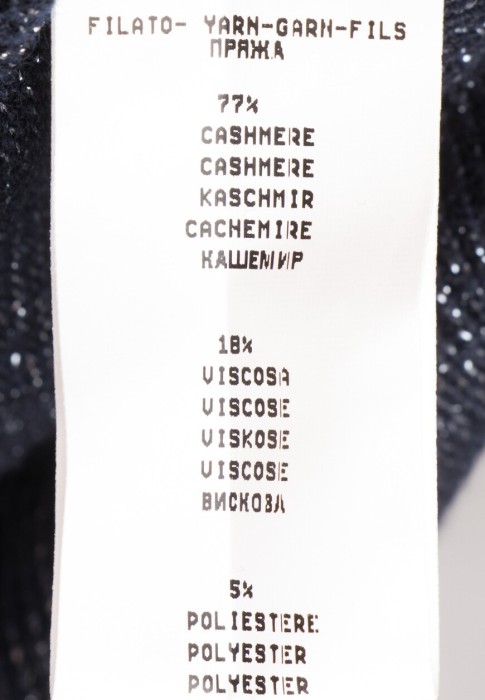 FILATO- YARN-GARN-FILS
ПРЯЖА
77%
CASHMERE
CASHMERE
KASCHMIR
CACHEMIRE
КАШЕМИР
18%
VISCOSA
VISCOSE
VISKOSE
VISCOSE
ВИСКОЗА
5%
POLIESTERE
POLYESTER
POLYESTER